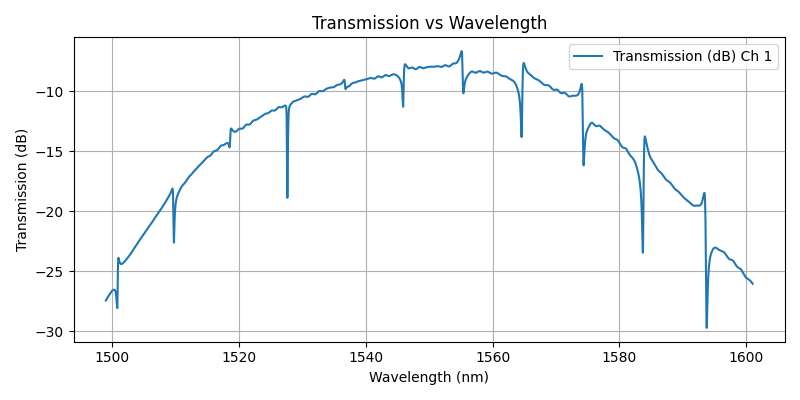 Transmission vs Wavelength
Transmission (dB) Ch 1
Transmission (dB)
−10
−15
−20
−25
−30
1500
1520
1540
1560
1580
1600
Wavelength (nm)